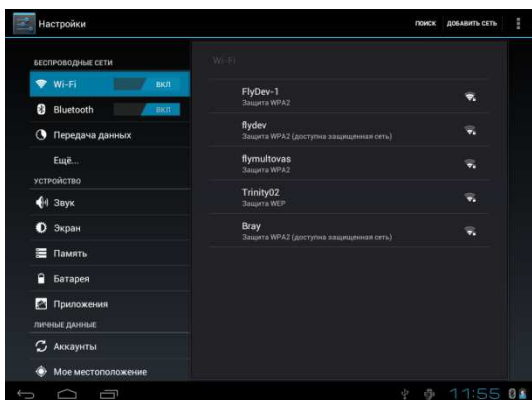 Настройки
ПОИСК ДОБАВИТЬ СЕТЬ
БЕСПРОВОДНЫЕ СЕТИ
Wi-Fi ВКЛ
Bluetooth ВКЛ
Передача данных
Ещё...
УСТРОЙСТВО
Звук
Экран
Память
Батарея
Приложения
ЛИЧНЫЕ ДАННЫЕ
Аккаунты
Мое местоположение
Wi-Fi
FlyDev-1
Защита WPA2
flydev
Защита WPA2 (доступна защищенная сеть)
flymultovas
Защита WPA2
Trinity02
Защита WEP
Bray
Защита WPA2 (доступна защищенная сеть)
11:55